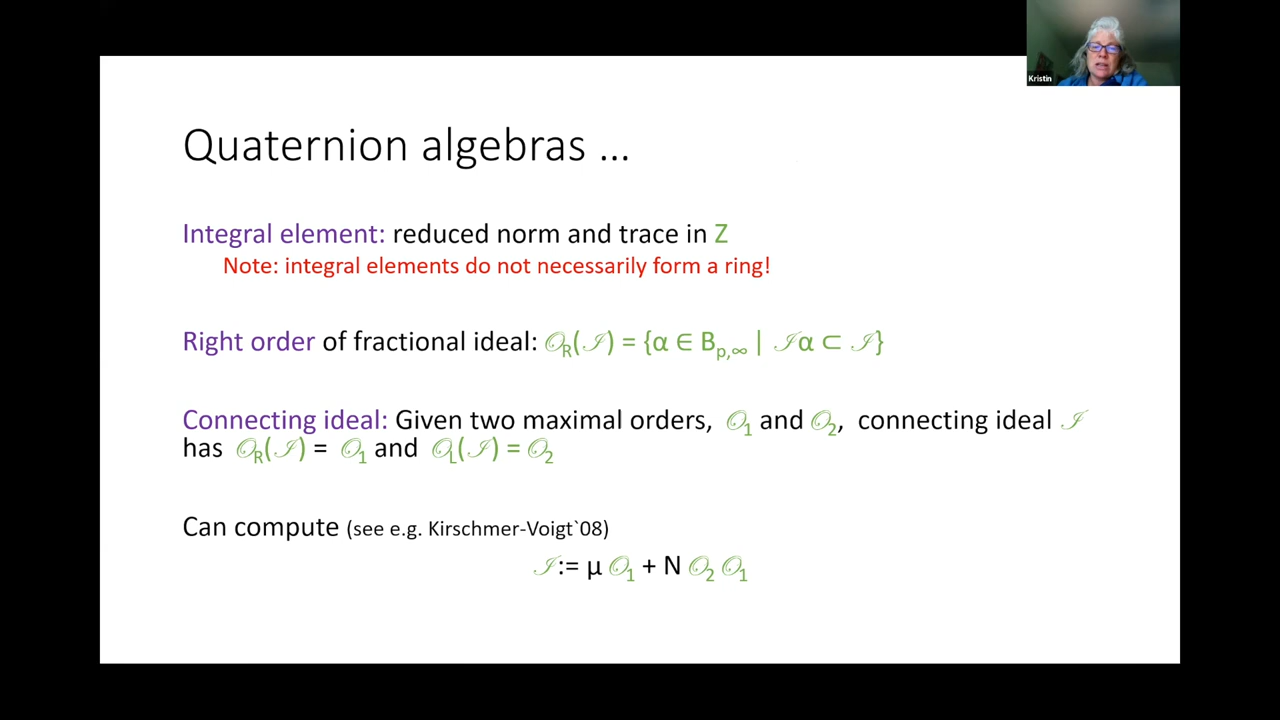 Kristin
Quaternion algebras ...
Integral element: reduced norm and trace in Z
Note: integral elements do not necessarily form a ring!
Right order of fractional ideal: 𝒪R(ℐ) = {α ∈ Bp,∞ | ℐα ⊂ ℐ}
Connecting ideal: Given two maximal orders, 𝒪1 and 𝒪2, connecting ideal ℐ
has 𝒪R(ℐ) = 𝒪1 and 𝒪L(ℐ) = 𝒪2
Can compute (see e.g. Kirschmer-Voigt`08)
ℐ:= μ 𝒪1 + N 𝒪2 𝒪1